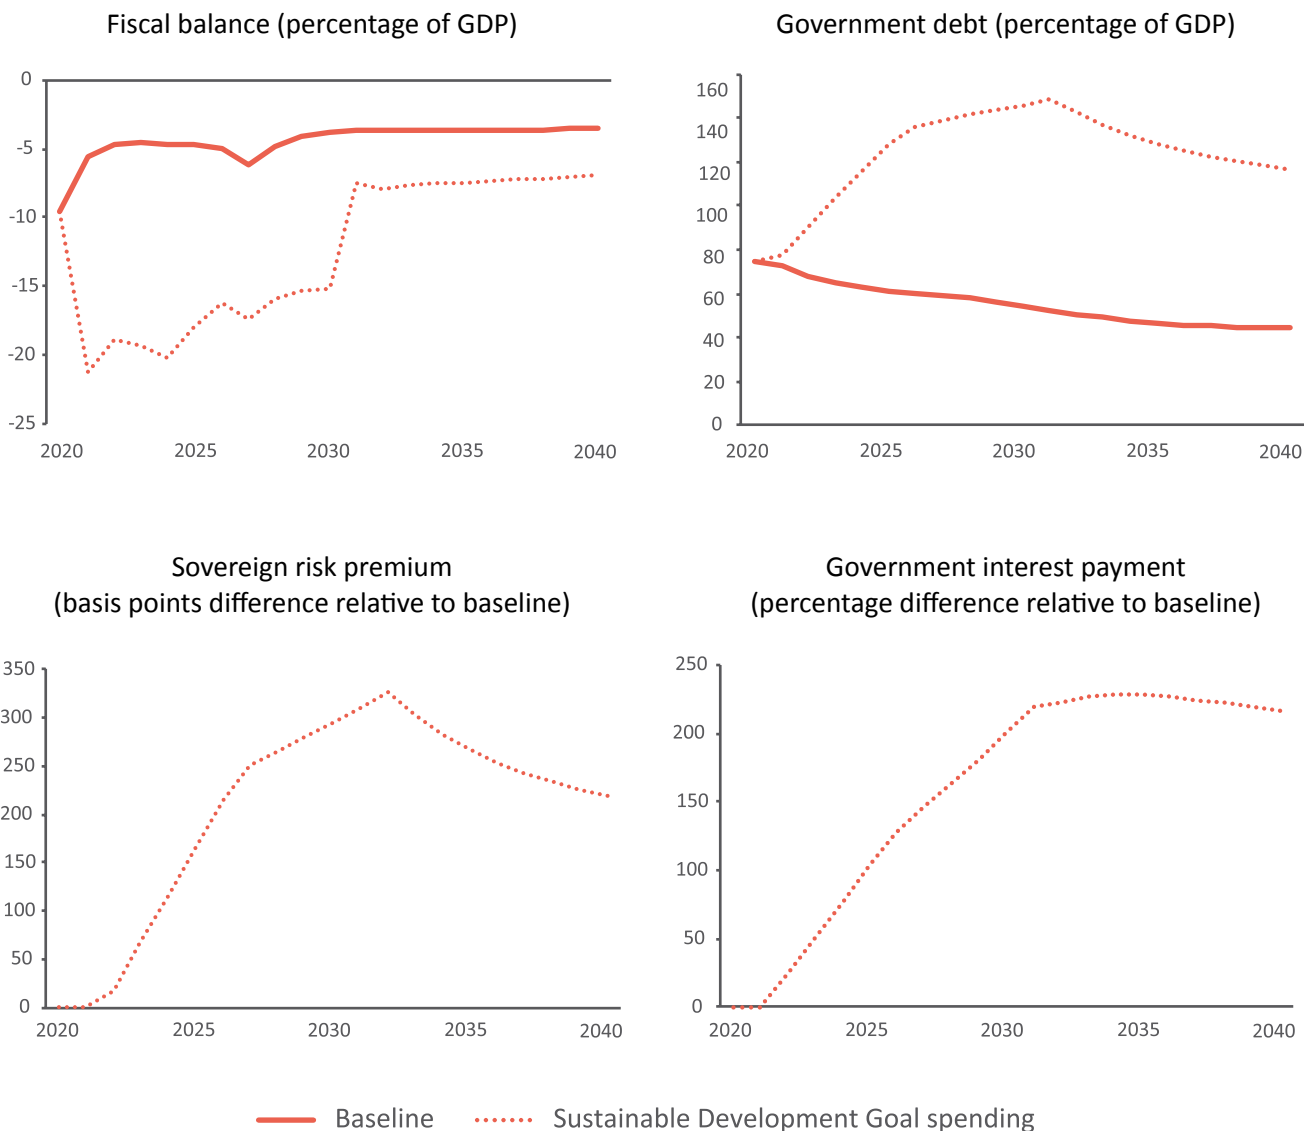 Fiscal balance (percentage of GDP)
0
-5
-10
-15
-20
-25
2020 2025 2030 2035 2040
Government debt (percentage of GDP)
160
140
120
100
80
60
40
20
0
2020 2025 2030 2035 2040
Sovereign risk premium
(basis points difference relative to baseline)
350
300
250
200
150
100
50
0
2020 2025 2030 2035 2040
Government interest payment
(percentage difference relative to baseline)
250
200
150
100
50
0
2020 2025 2030 2035 2040
Baseline Sustainable Development Goal spending